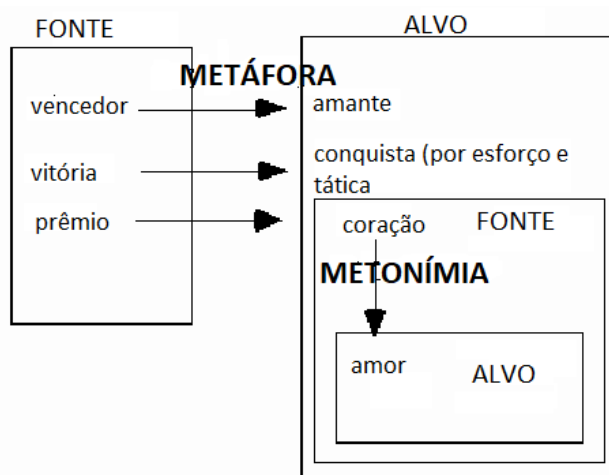 FONTE
ALVO
METÁFORA
vencedor
amante
vitória
conquista (por esforço e
tática
prêmio
coração
FONTE
METONÍMIA
amor
ALVO